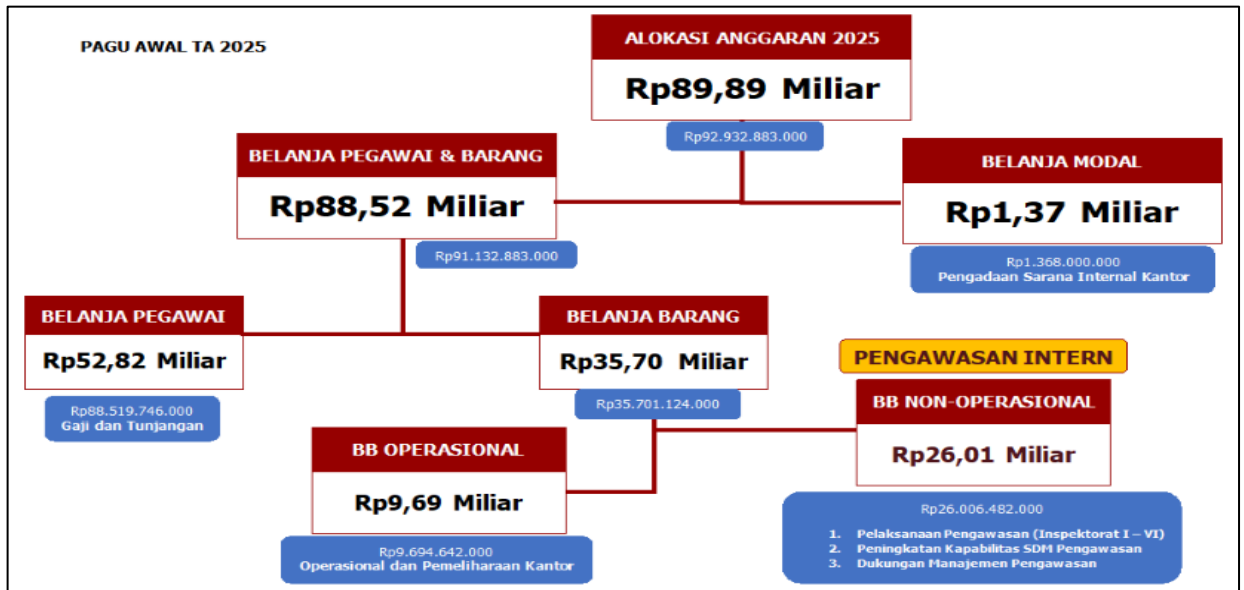 PAGU AWAL TA 2025
ALOKASI ANGGARAN 2025
Rp89,89 Miliar
Rp92.932.883.000
BELANJA PEGAWAI & BARANG
Rp88,52 Miliar
Rp91.132.883.000
BELANJA MODAL
Rp1,37 Miliar
Rp1.368.000.000
Pengadaan Sarana Internal Kantor
BELANJA PEGAWAI
Rp52,82 Miliar
Rp88.519.746.000
Gaji dan Tunjangan
BELANJA BARANG
Rp35,70 Miliar
Rp35.701.124.000
PENGAWASAN INTERN
BB NON-OPERASIONAL
Rp26,01 Miliar
Rp26.006.482.000
1. Pelaksanaan Pengawasan (Inspektorat I – VI)
2. Peningkatan Kapabilitas SDM Pengawasan
3. Dukungan Manajemen Pengawasan
BB OPERASIONAL
Rp9,69 Miliar
Rp9.694.642.000
Operasional dan Pemeliharaan Kantor